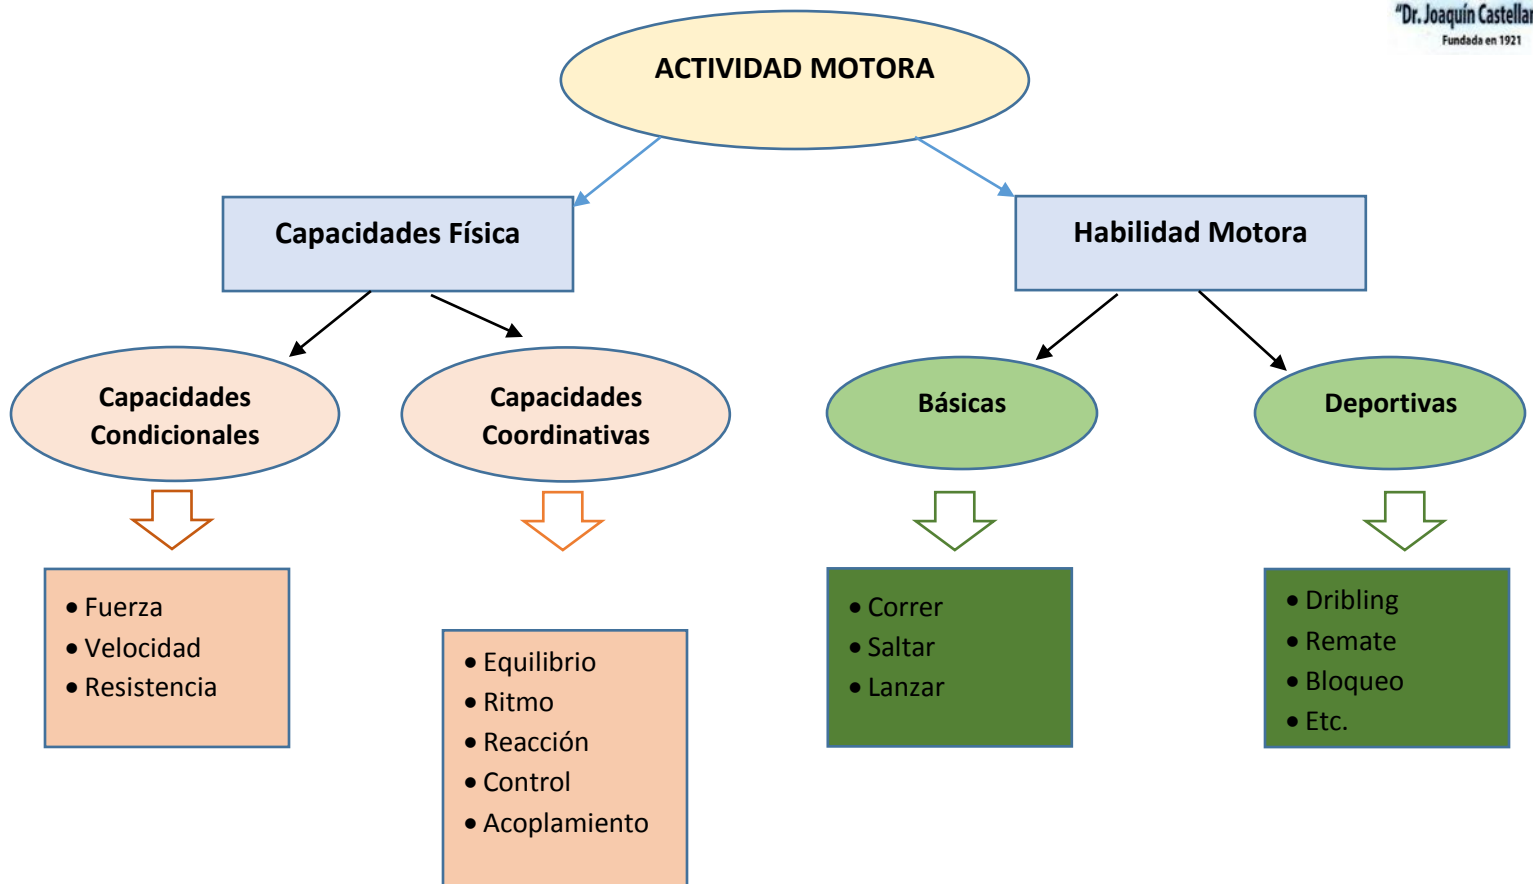 "Dr. Joaquín Castellan
Fundada en 1921
ACTIVIDAD MOTORA
Capacidades Física
Habilidad Motora
Capacidades
Condicionales
Capacidades
Coordinativas
Básicas
Deportivas
• Fuerza
• Velocidad
• Resistencia
• Equilibrio
• Ritmo
• Reacción
• Control
• Acoplamiento
• Correr
• Saltar
• Lanzar
• Dribling
• Remate
• Bloqueo
• Etc.